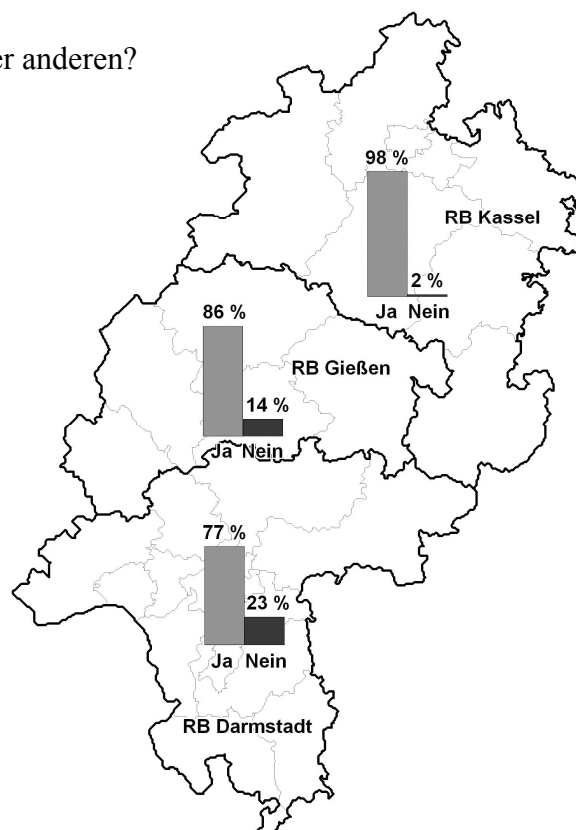 er anderen?
98 %
RB Kassel
2 %
Ja Nein
86 %
RB Gießen
14 %
Ja Nein
77 %
23 %
Ja Nein
RB Darmstadt